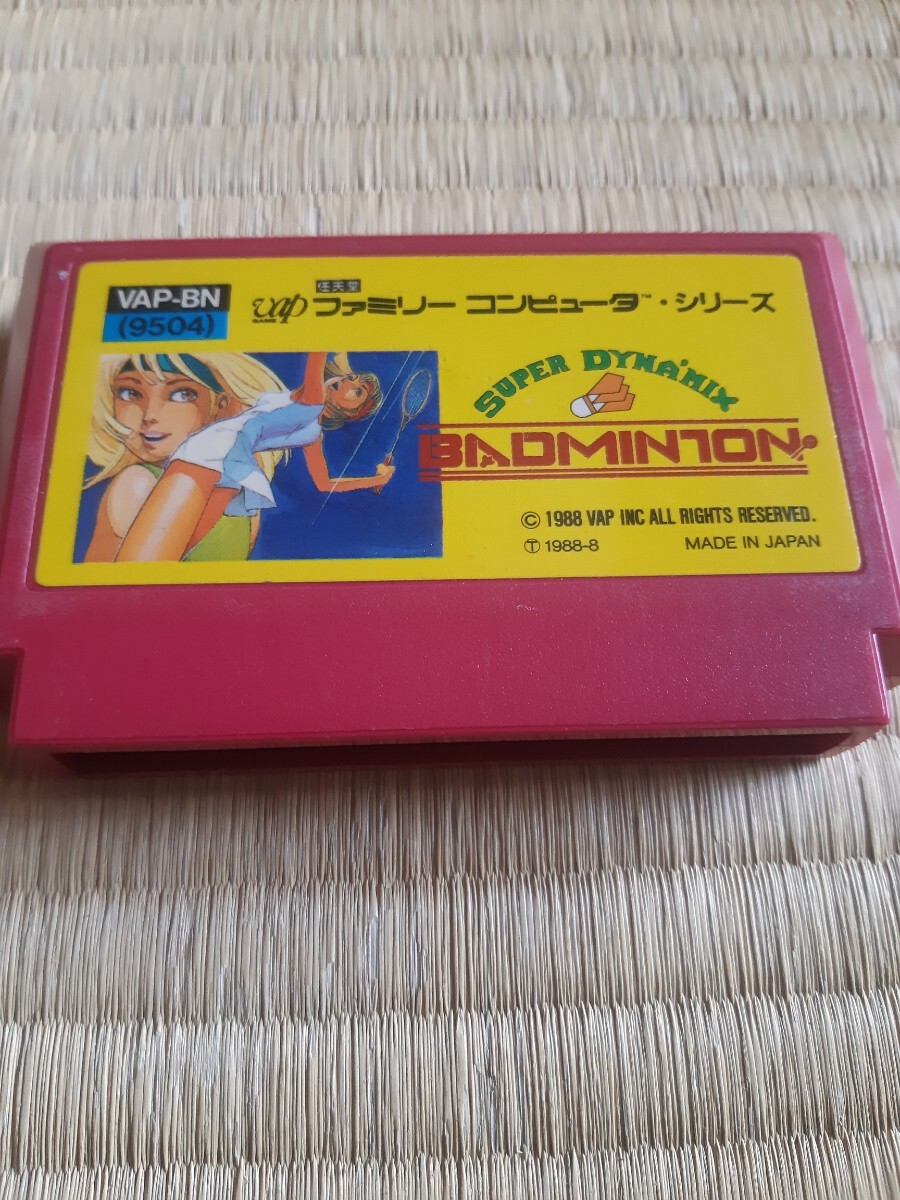 VAP-BN
(9504)
任天堂
vap ファミリー コンピュータ™・シリーズ
GAME
SUPER DYNA'MIX
BADMINTON
© 1988 VAP INC ALL RIGHTS RESERVED.
Ⓣ 1988-8 MADE IN JAPAN